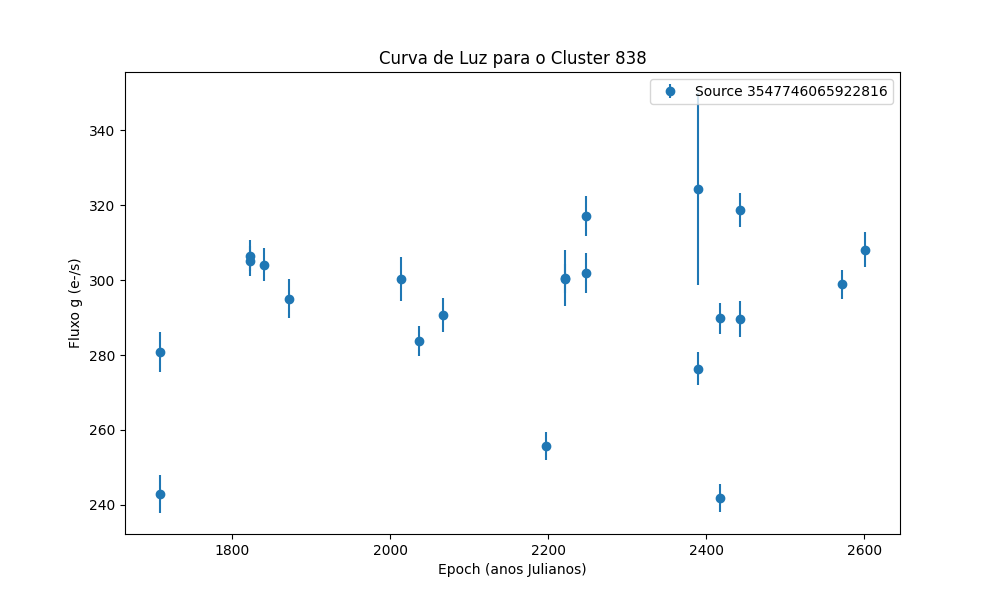 Curva de Luz para o Cluster 838
Source 3547746065922816
Fluxo g (e-/s)
340
320
300
280
260
240
1800
2000
2200
2400
2600
Epoch (anos Julianos)